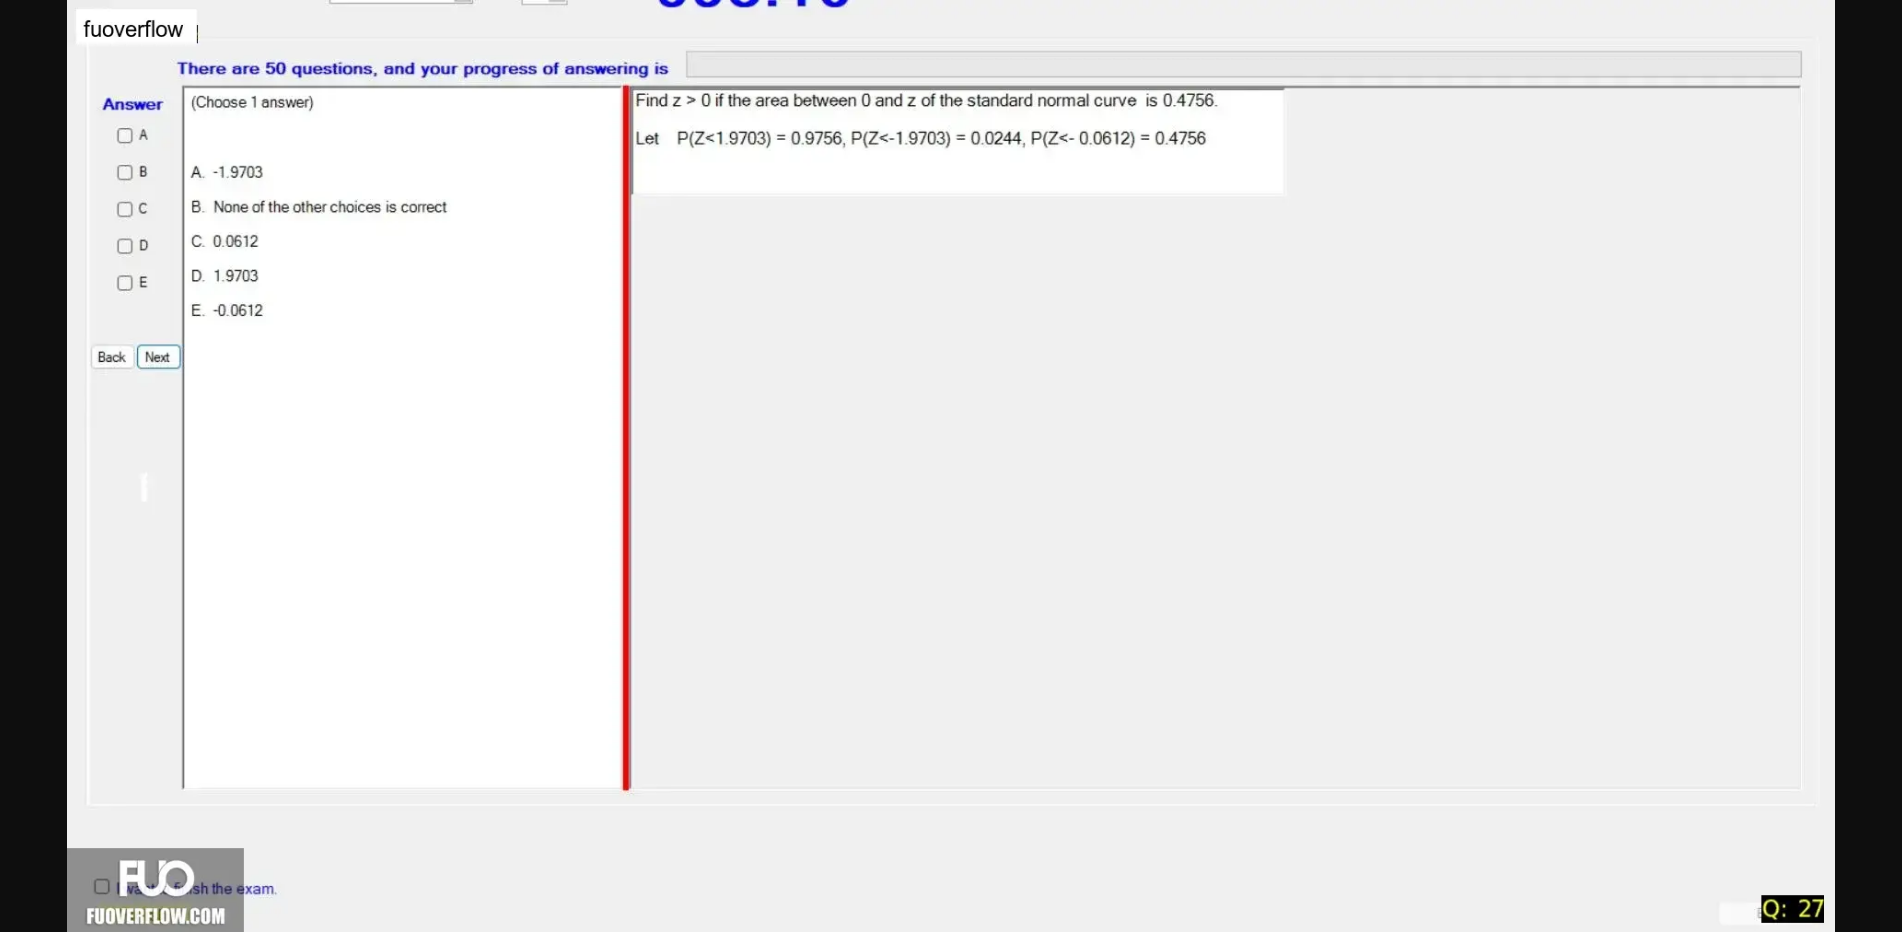 fuoverflow
There are 50 questions, and your progress of answering is
Answer
(Choose 1 answer)
A
B
C
D
E
A. -1.9703
B. None of the other choices is correct
C. 0.0612
D. 1.9703
E. -0.0612
Back Next
Find z > 0 if the area between 0 and z of the standard normal curve is 0.4756.
Let P(Z<1.9703) = 0.9756, P(Z<-1.9703) = 0.0244, P(Z<- 0.0612) = 0.4756
the exam.
FUO
FUOVERFLOW.COM
Q: 27